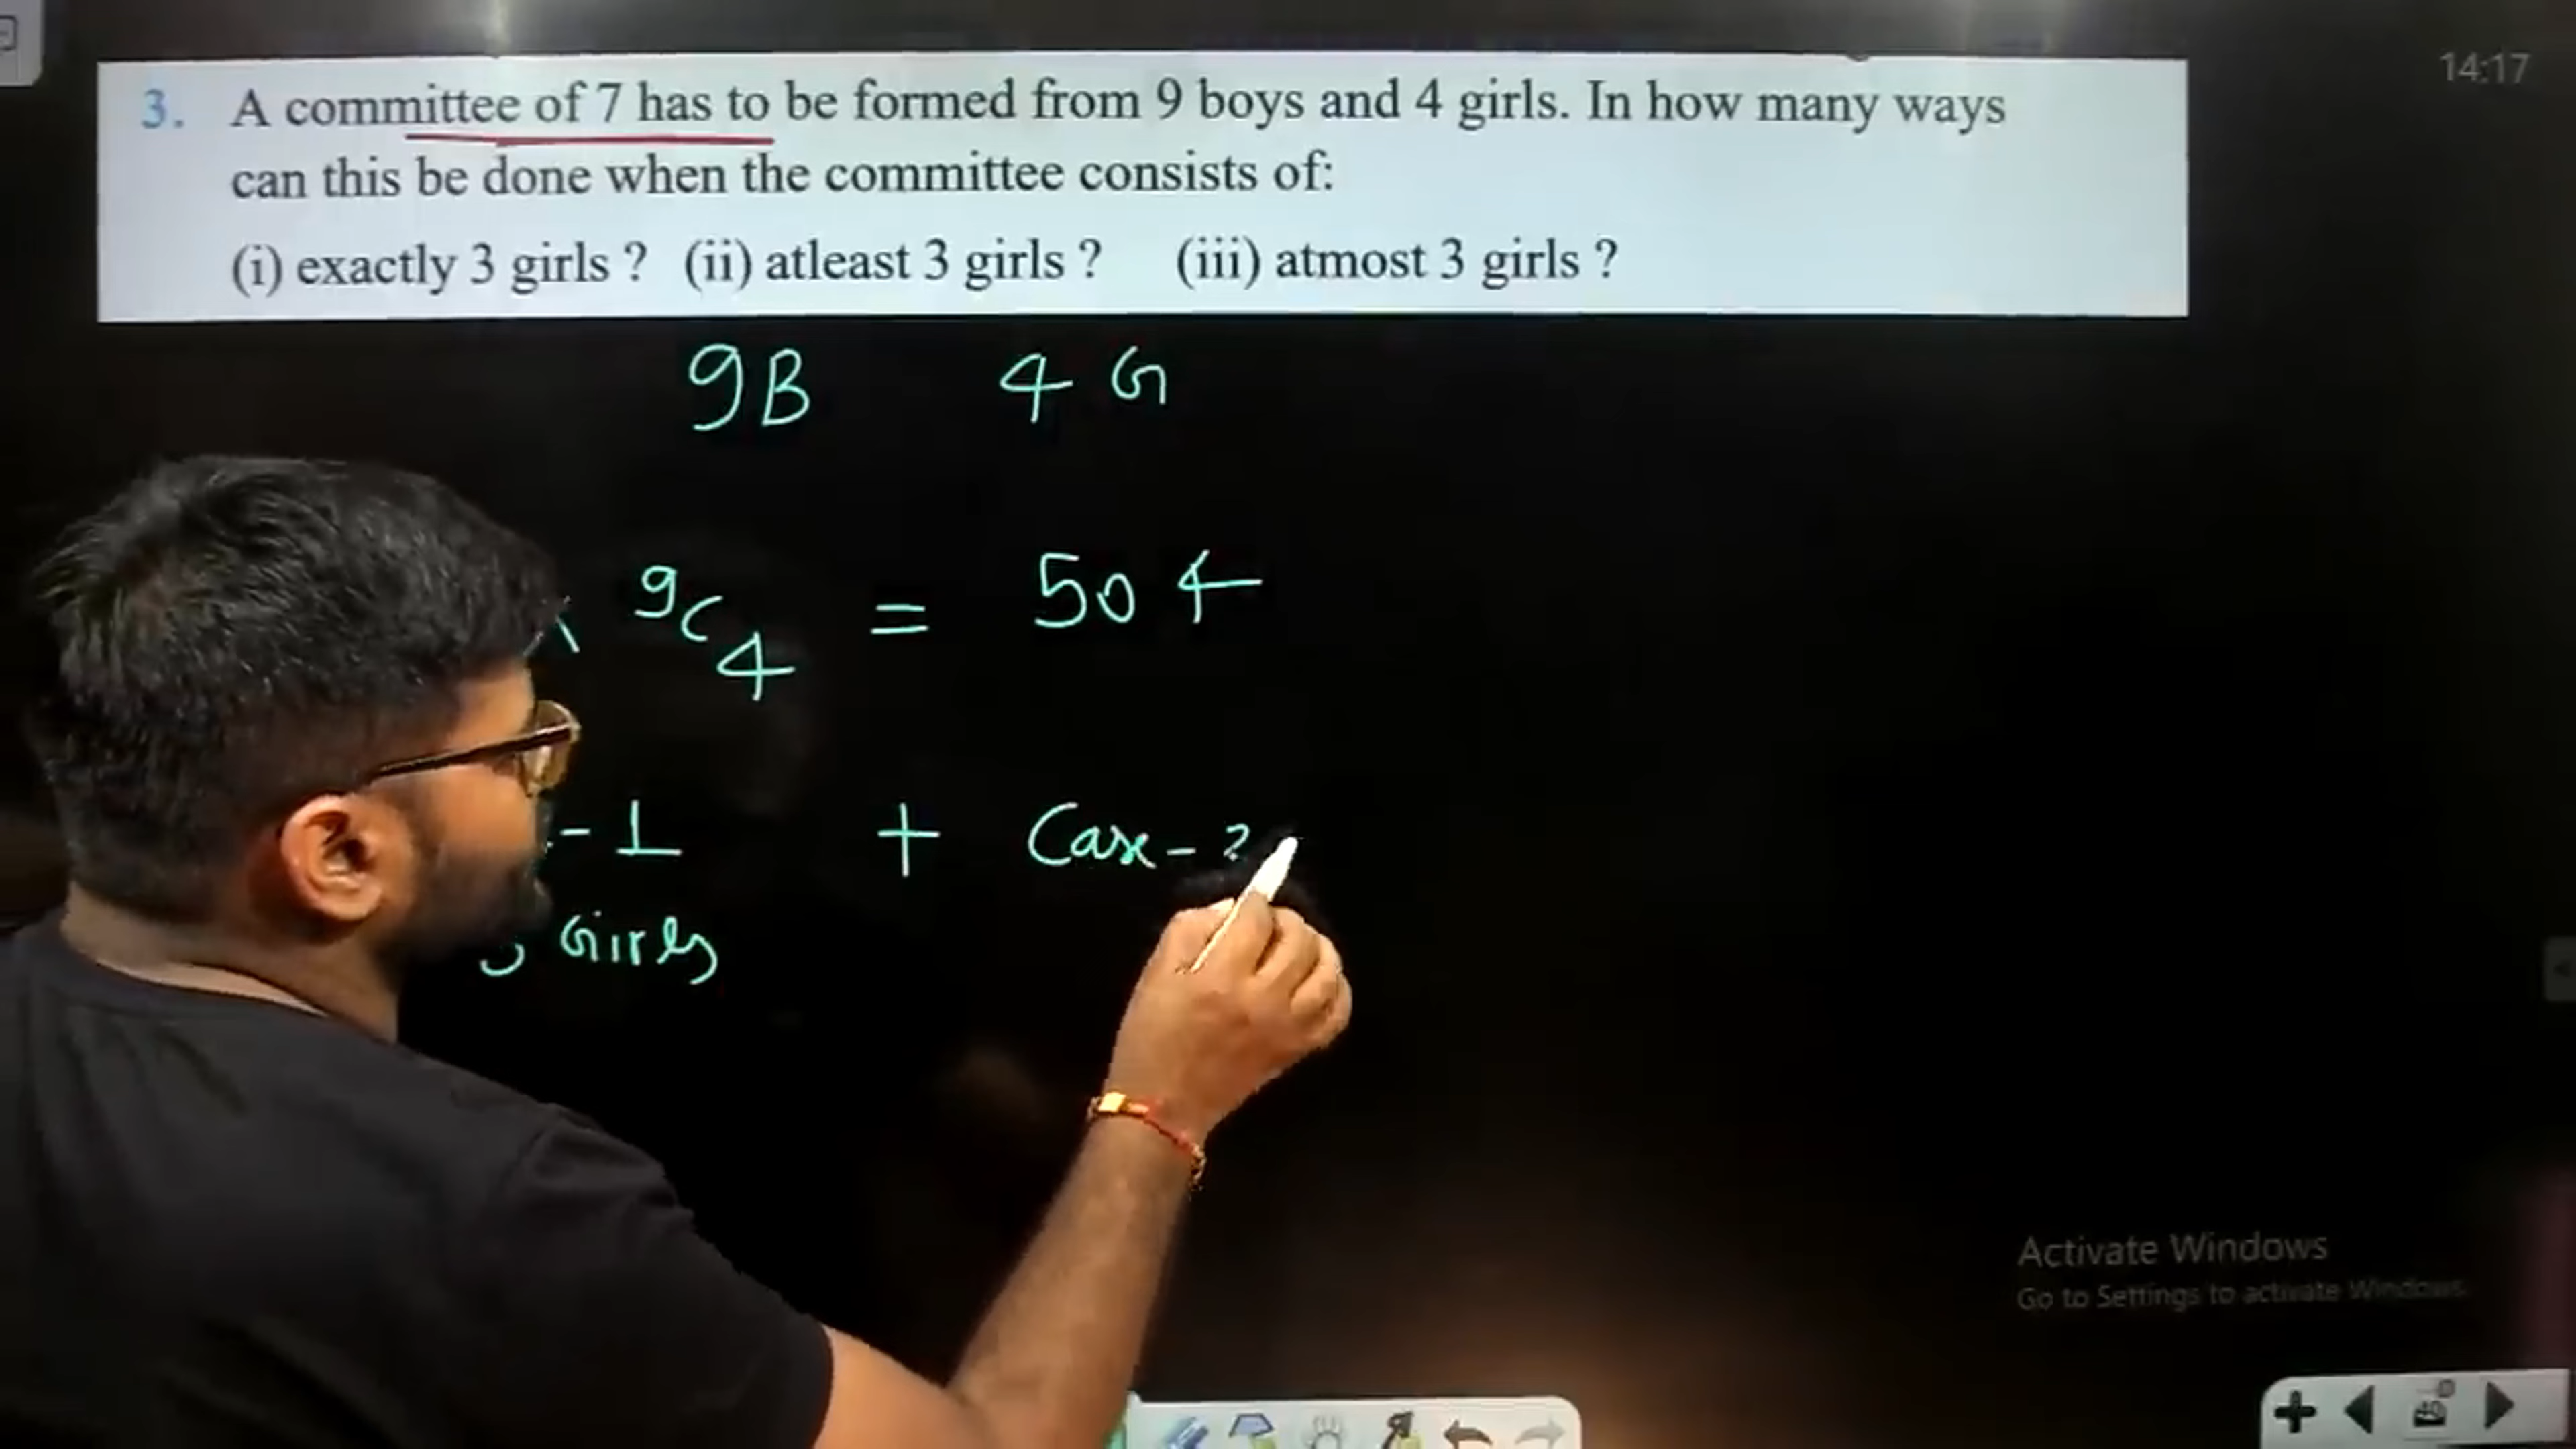 14:17
3. A committee of 7 has to be formed from 9 boys and 4 girls. In how many ways
can this be done when the committee consists of:
(i) exactly 3 girls ? (ii) atleast 3 girls ? (iii) atmost 3 girls ?
9B 4 G
9C4 = 504
- 1 + Case - 2
Girls
Activate Windows
Go to Settings to activate Windows.